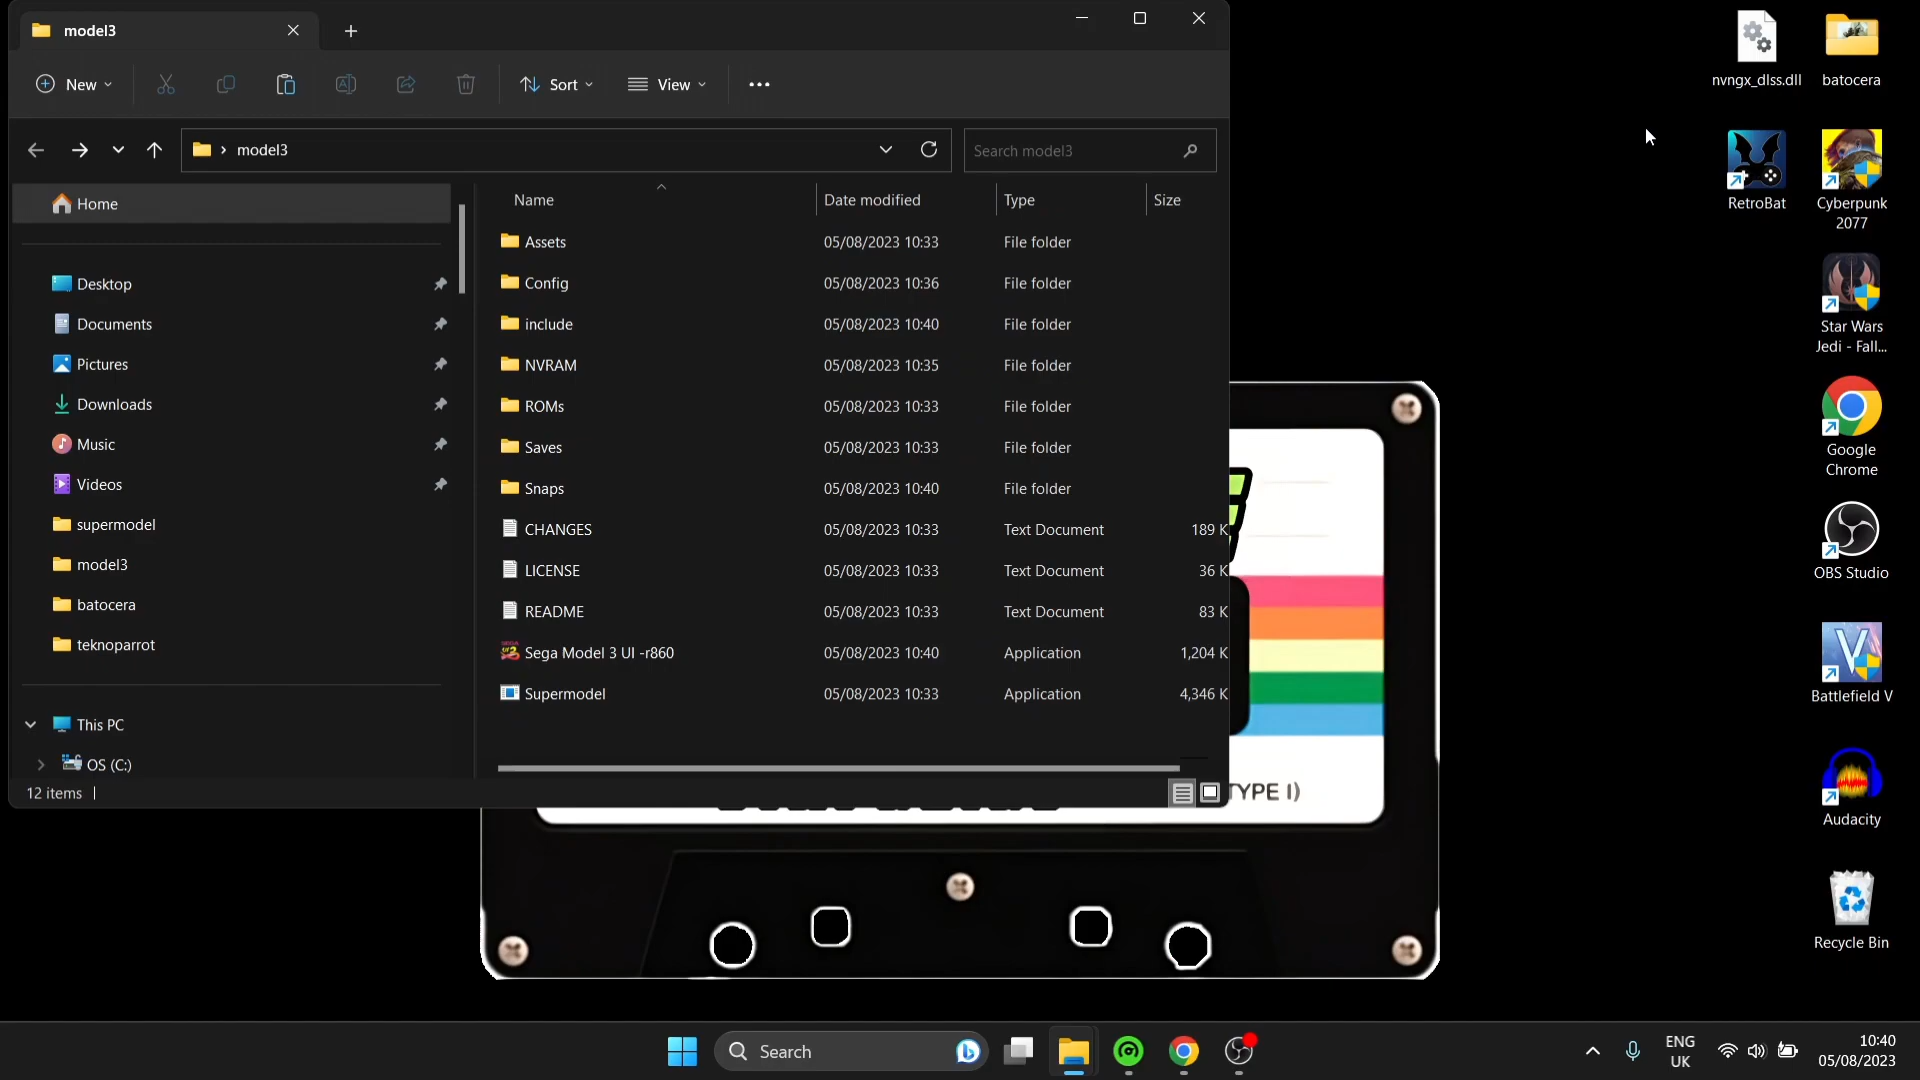 model3
New
Sort
View
model3
Search model3
Home
Desktop
Documents
Pictures
Downloads
Music
Videos
supermodel
model3
batocera
teknoparrot
This PC
OS (C:)
12 items
Name Date modified Type Size
Assets 05/08/2023 10:33 File folder
Config 05/08/2023 10:36 File folder
include 05/08/2023 10:40 File folder
NVRAM 05/08/2023 10:35 File folder
ROMs 05/08/2023 10:33 File folder
Saves 05/08/2023 10:33 File folder
Snaps 05/08/2023 10:40 File folder
CHANGES 05/08/2023 10:33 Text Document 189 K
LICENSE 05/08/2023 10:33 Text Document 36 K
README 05/08/2023 10:33 Text Document 83 K
Sega Model 3 UI -r860 05/08/2023 10:40 Application 1,204 K
Supermodel 05/08/2023 10:33 Application 4,346 K
TYPE I)
nvngx_dlss.dll
batocera
RetroBat
Cyberpunk
2077
Star Wars
Jedi - Fall...
Google
Chrome
OBS Studio
Battlefield V
Audacity
Recycle Bin
Search
ENG
UK
10:40
05/08/2023